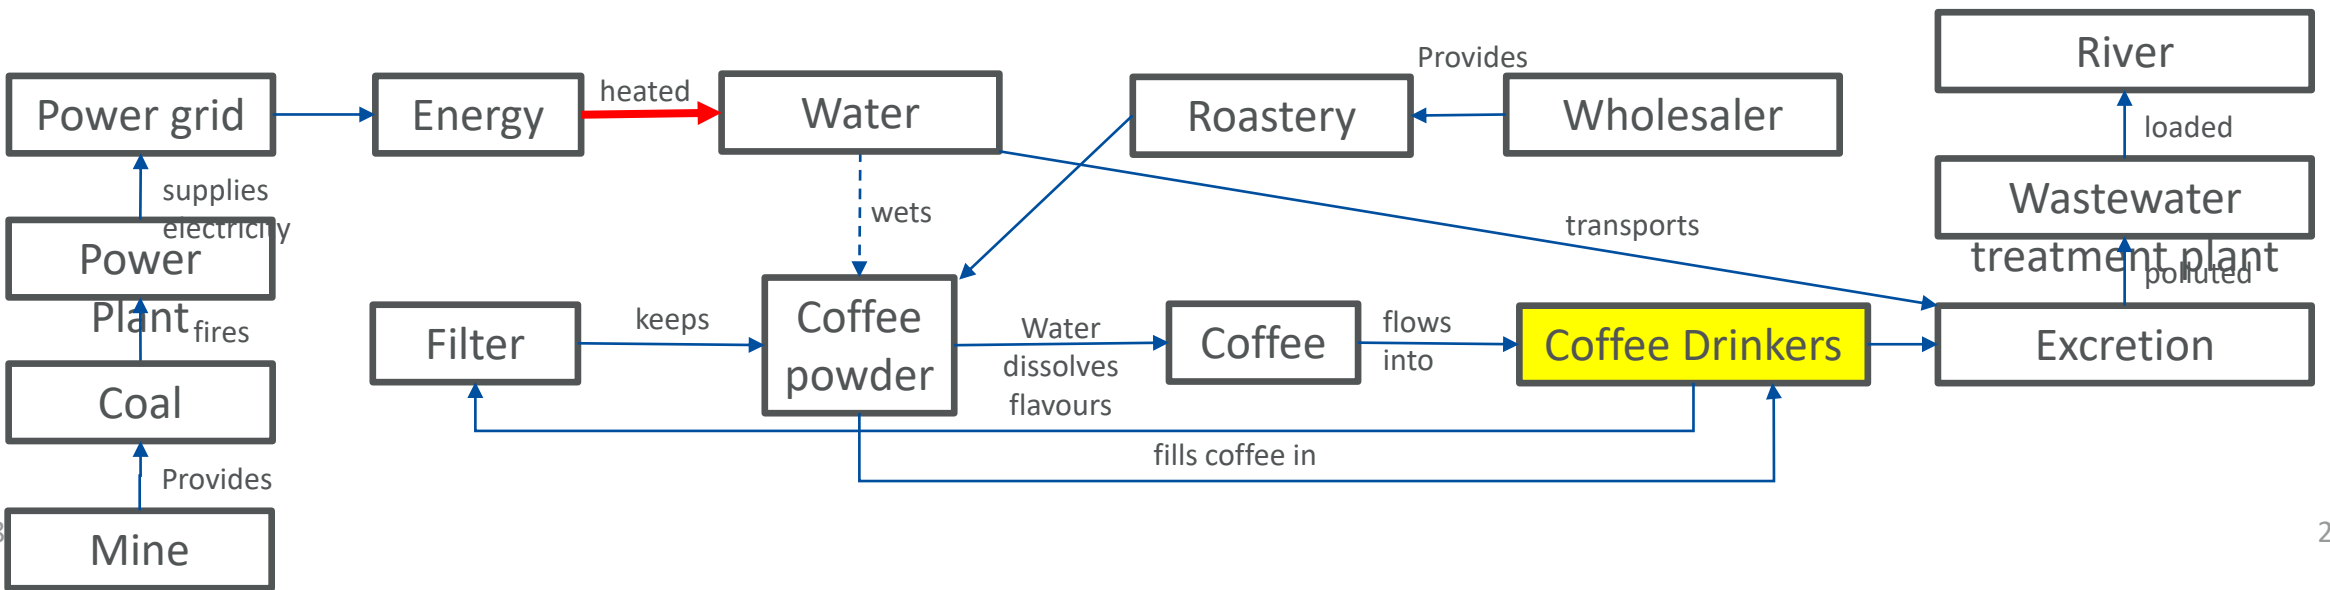 River
Provides
Power grid
Energy
heated
Water
Roastery
Wholesaler
loaded
supplies
electricity
Power
Plant
wets
transports
Wastewater
treatment plant
polluted
fires
Filter
keeps
Coffee
powder
Water
dissolves
flavours
Coffee
flows
into
Coffee Drinkers
Excretion
Coal
fills coffee in
Provides
Mine
2